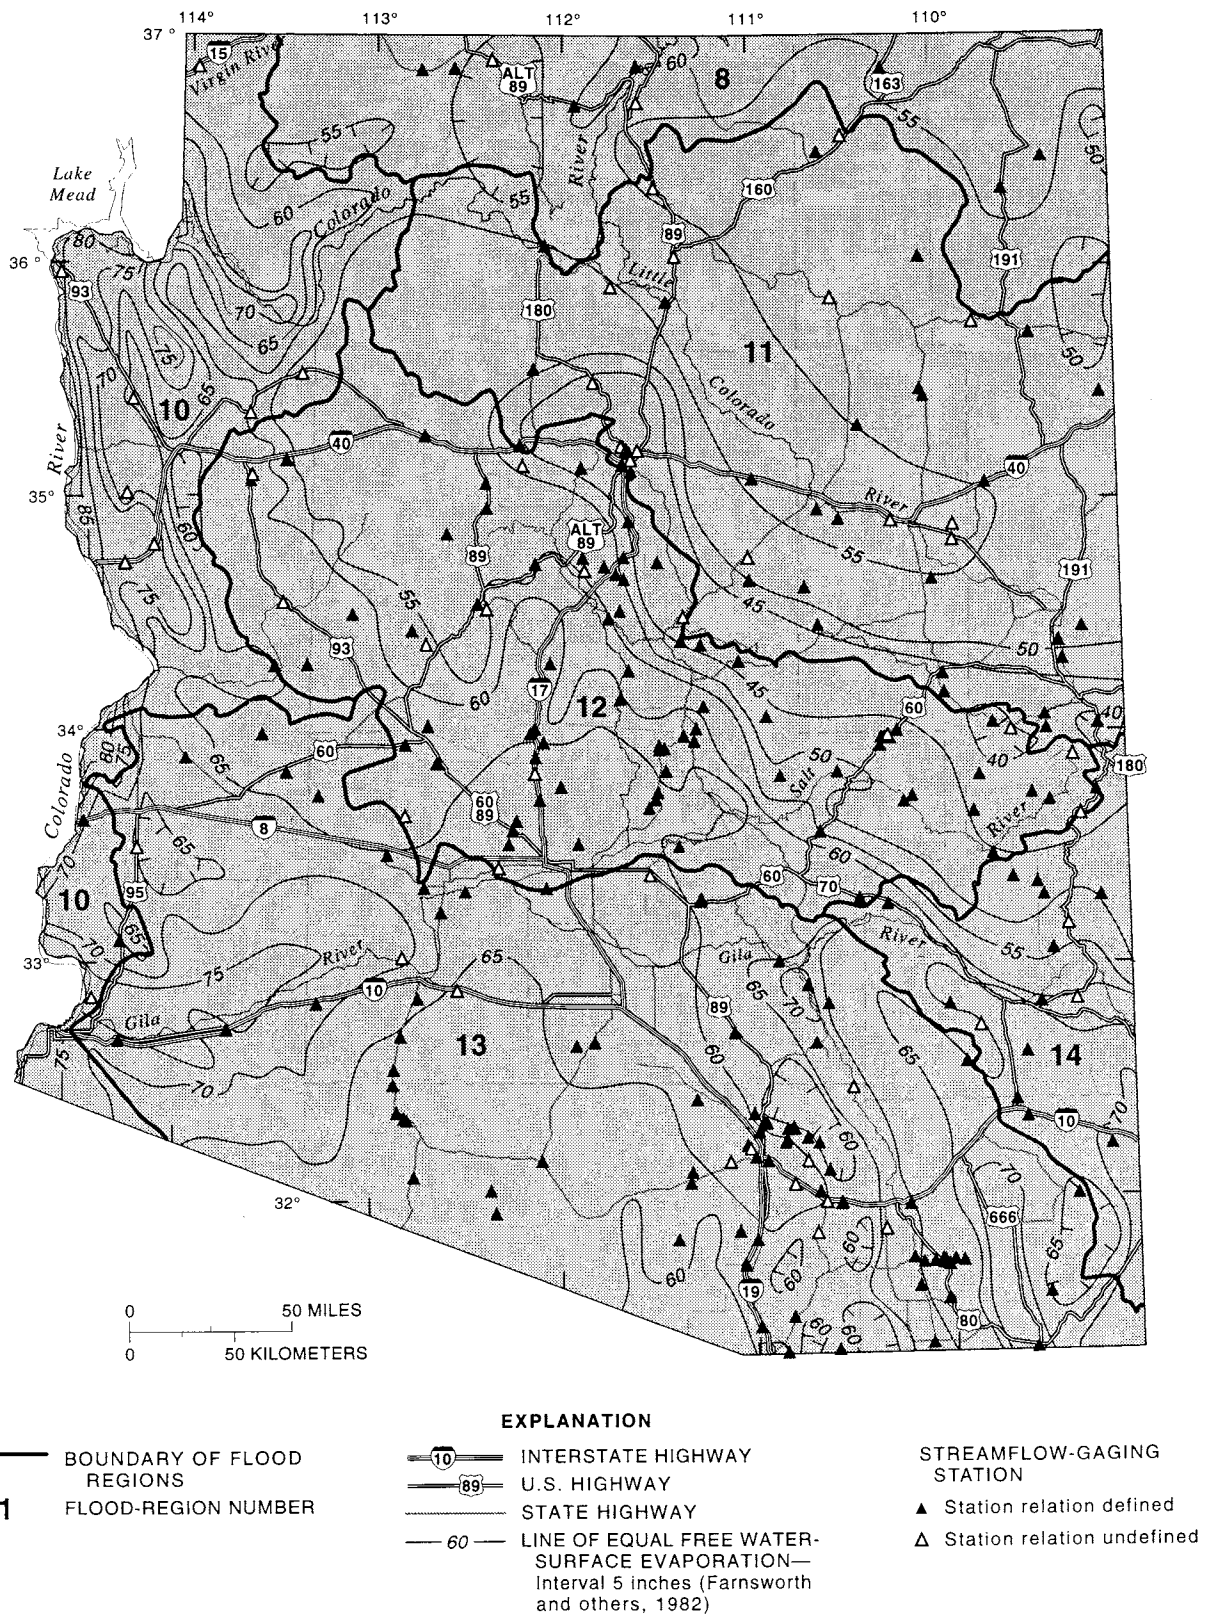 114°
113°
112°
111°
110°
37°
15
Virgin River
ALT
89
60
8
163
55
55
50
Lake
Mead
River
160
60
Colorado
55
89
80
36°
75
93
Little
191
70
180
65
75
11
50
70
65
10
Colorado
40
River
40
35°
85
River
ALT
89
60
89
55
191
75
55
45
93
50
60
17
45
12
60
40
34°
80
75
60
65
50
40
180
Salt
60
89
Colorado
8
River
65
60
70
60
70
95
10
65
River
70
55
33°
River
65
Gila
75
10
65
70
89
Gila
13
60
65
14
75
70
70
10
60
70
32°
666
60
65
60
60
19
80
60
60
0 50 MILES
0 50 KILOMETERS
EXPLANATION
BOUNDARY OF FLOOD
REGIONS
1 FLOOD-REGION NUMBER
10 INTERSTATE HIGHWAY
89 U.S. HIGHWAY
STATE HIGHWAY
60 LINE OF EQUAL FREE WATER-
SURFACE EVAPORATION—
Interval 5 inches (Farnsworth
and others, 1982)
STREAMFLOW-GAGING
STATION
Station relation defined
Station relation undefined